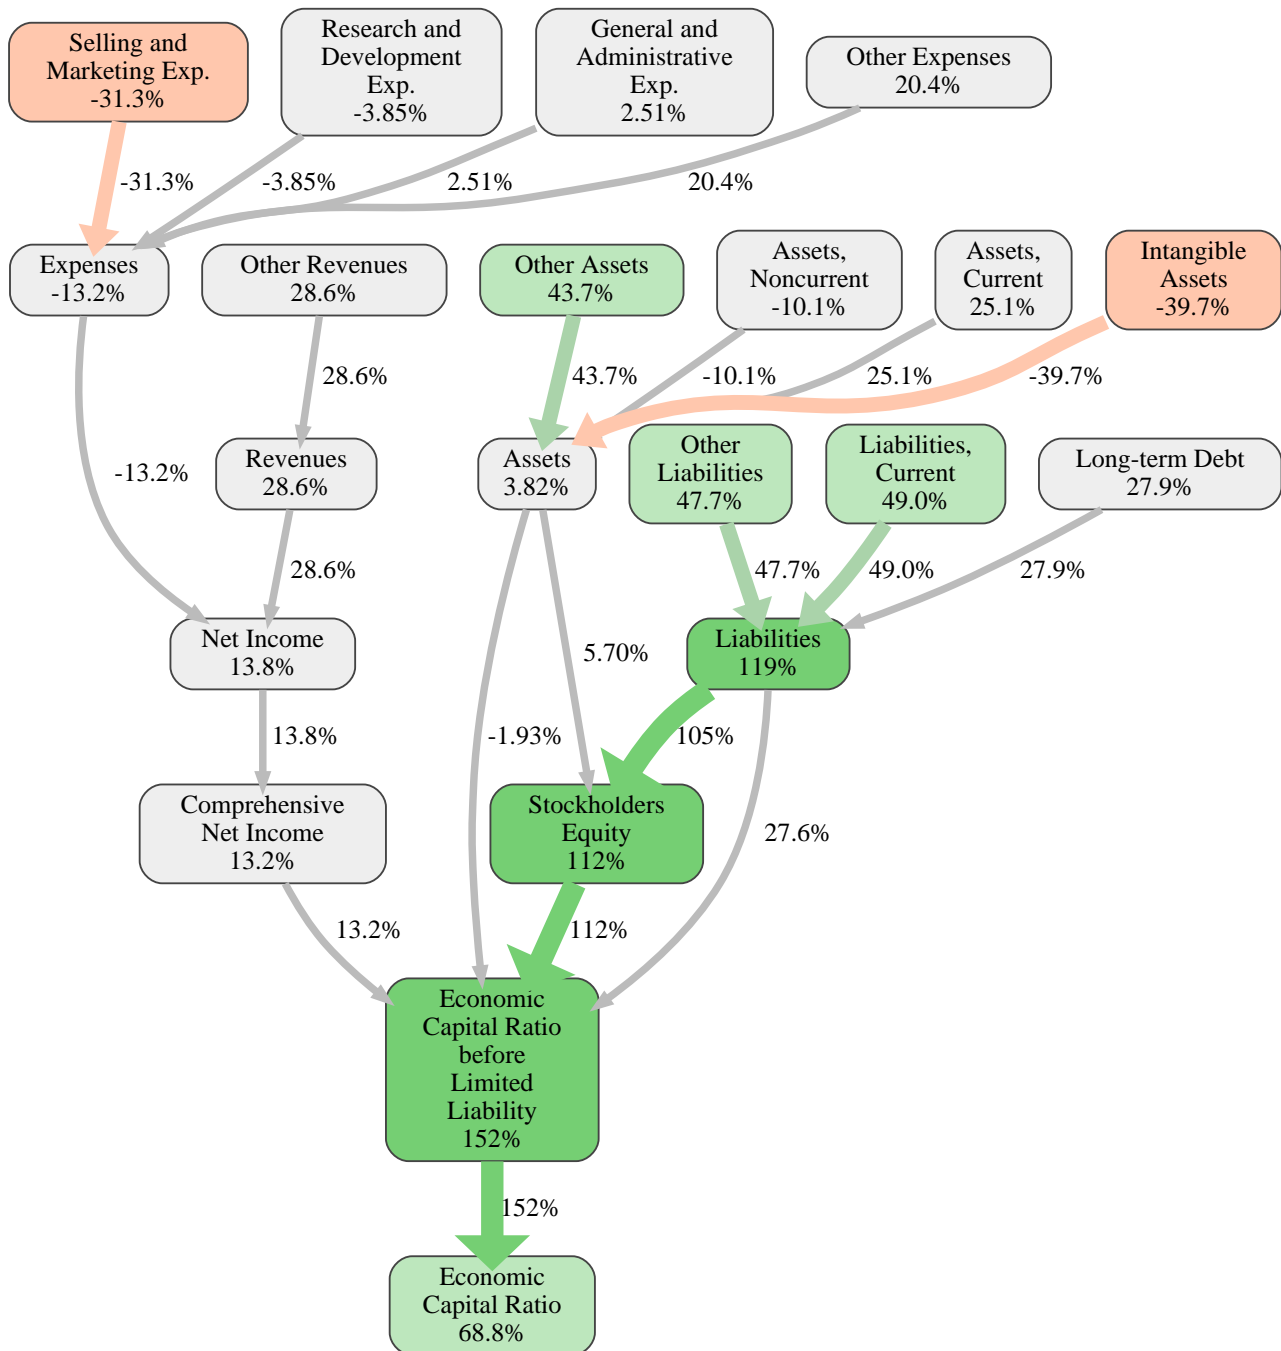 Selling and
Marketing Exp.
-31.3%
Research and
Development
Exp.
-3.85%
General and
Administrative
Exp.
2.51%
Other Expenses
20.4%
-31.3%
-3.85%
2.51%
20.4%
Expenses
-13.2%
Other Revenues
28.6%
Other Assets
43.7%
Assets,
Noncurrent
-10.1%
Assets,
Current
25.1%
Intangible
Assets
-39.7%
28.6%
43.7%
-10.1%
25.1%
-39.7%
-13.2%
Revenues
28.6%
Assets
3.82%
Other
Liabilities
47.7%
Liabilities,
Current
49.0%
Long-term Debt
27.9%
28.6%
47.7%
49.0%
27.9%
Net Income
13.8%
5.70%
Liabilities
119%
13.8%
-1.93%
105%
Comprehensive
Net Income
13.2%
Stockholders
Equity
112%
27.6%
13.2%
112%
Economic
Capital Ratio
before
Limited
Liability
152%
152%
Economic
Capital Ratio
68.8%